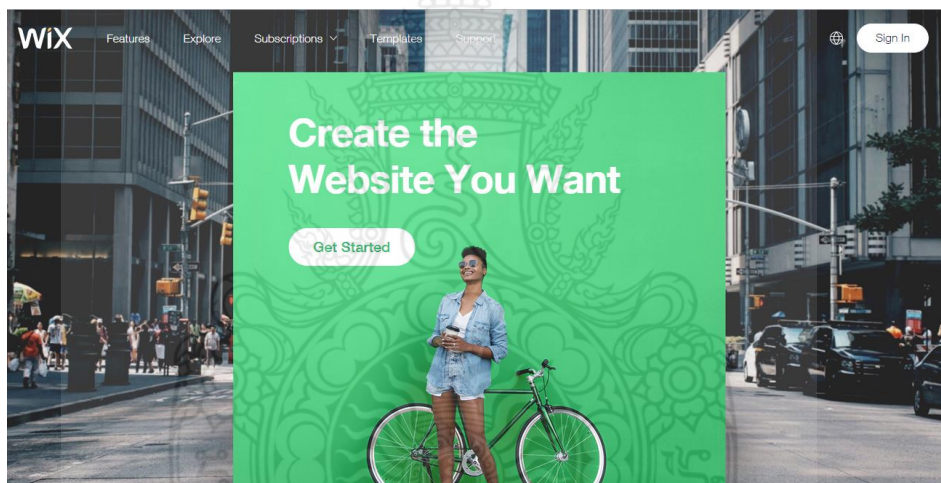 WiX
Features
Explore
Subscriptions
Templates
Support
Sign In
Create the
Website You Want
Get Started